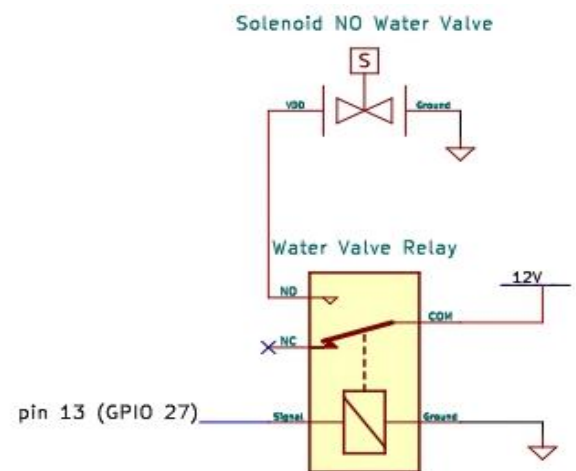 Solenoid NO Water Valve
S
VDD
Ground
Water Valve Relay
12V
NO
COM
NC
pin 13 (GPIO 27)
Signal
Ground